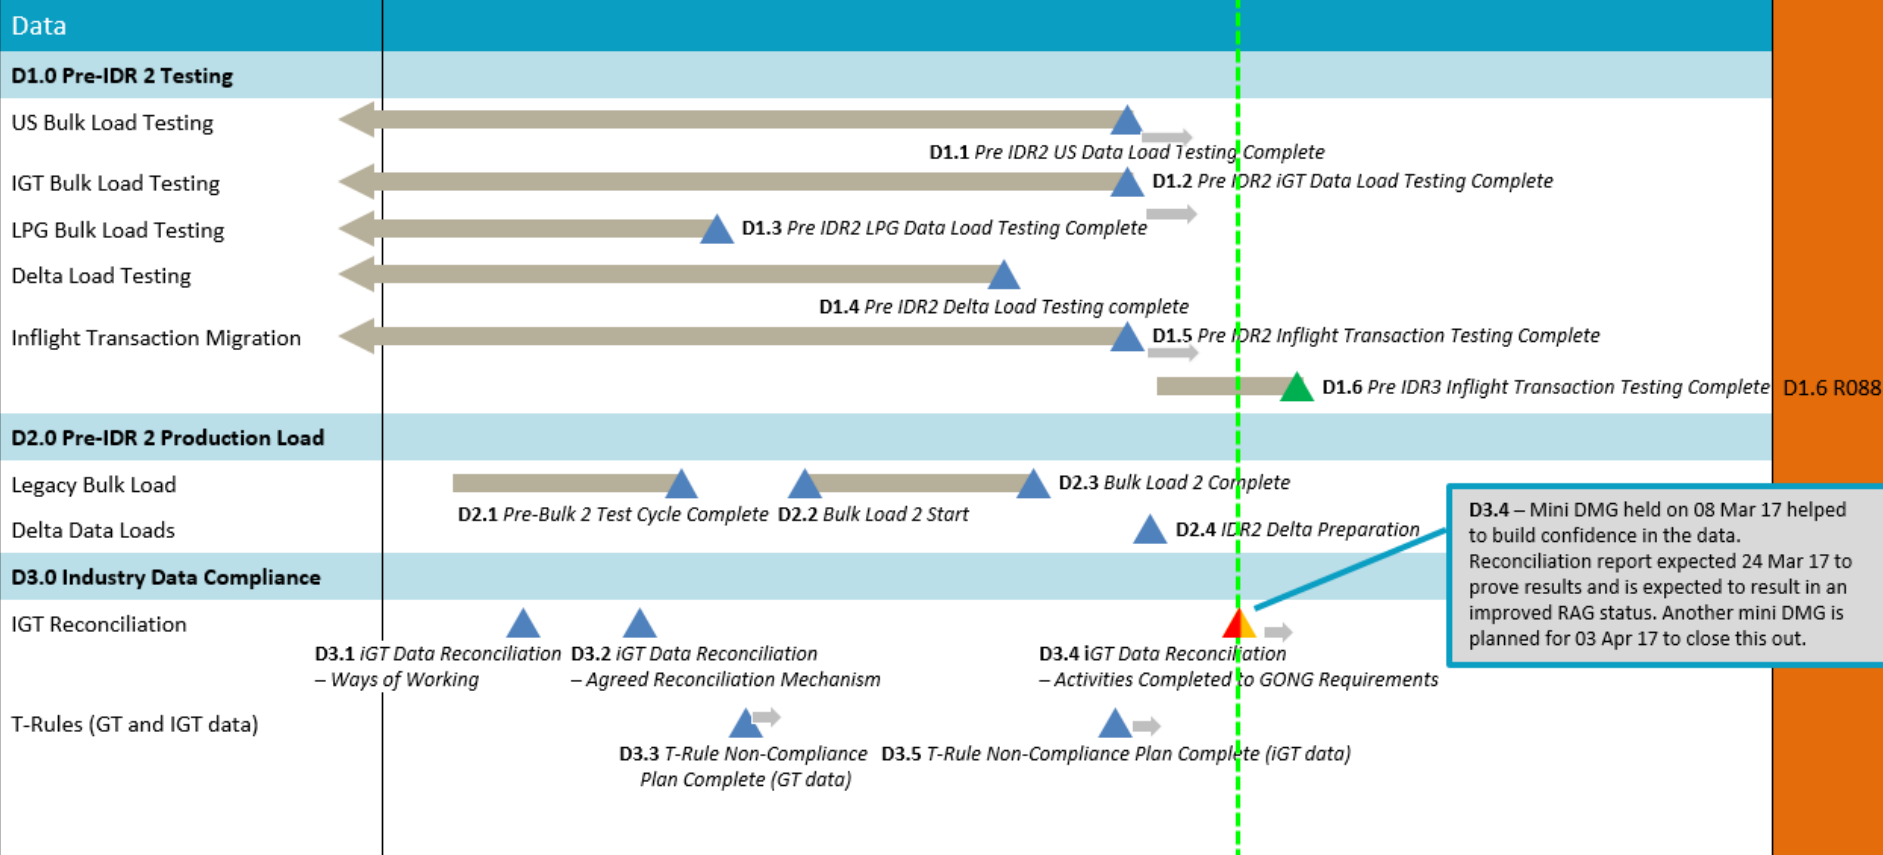 Data
D1.0 Pre-IDR 2 Testing
US Bulk Load Testing
D1.1 Pre IDR2 US Data Load Testing Complete
IGT Bulk Load Testing
D1.2 Pre IDR2 iGT Data Load Testing Complete
LPG Bulk Load Testing
D1.3 Pre IDR2 LPG Data Load Testing Complete
Delta Load Testing
D1.4 Pre IDR2 Delta Load Testing complete
Inflight Transaction Migration
D1.5 Pre IDR2 Inflight Transaction Testing Complete
D1.6 Pre IDR3 Inflight Transaction Testing Complete
D1.6 R088
D2.0 Pre-IDR 2 Production Load
Legacy Bulk Load
D2.3 Bulk Load 2 Complete
D2.1 Pre-Bulk 2 Test Cycle Complete
D2.2 Bulk Load 2 Start
Delta Data Loads
D2.4 IDR2 Delta Preparation
D3.4 – Mini DMG held on 08 Mar 17 helped
to build confidence in the data.
Reconciliation report expected 24 Mar 17 to
prove results and is expected to result in an
improved RAG status. Another mini DMG is
planned for 03 Apr 17 to close this out.
D3.0 Industry Data Compliance
IGT Reconciliation
D3.1 iGT Data Reconciliation
– Ways of Working
D3.2 iGT Data Reconciliation
– Agreed Reconciliation Mechanism
D3.4 iGT Data Reconciliation
– Activities Completed to GONG Requirements
T-Rules (GT and IGT data)
D3.3 T-Rule Non-Compliance
Plan Complete (GT data)
D3.5 T-Rule Non-Compliance Plan Complete (iGT data)